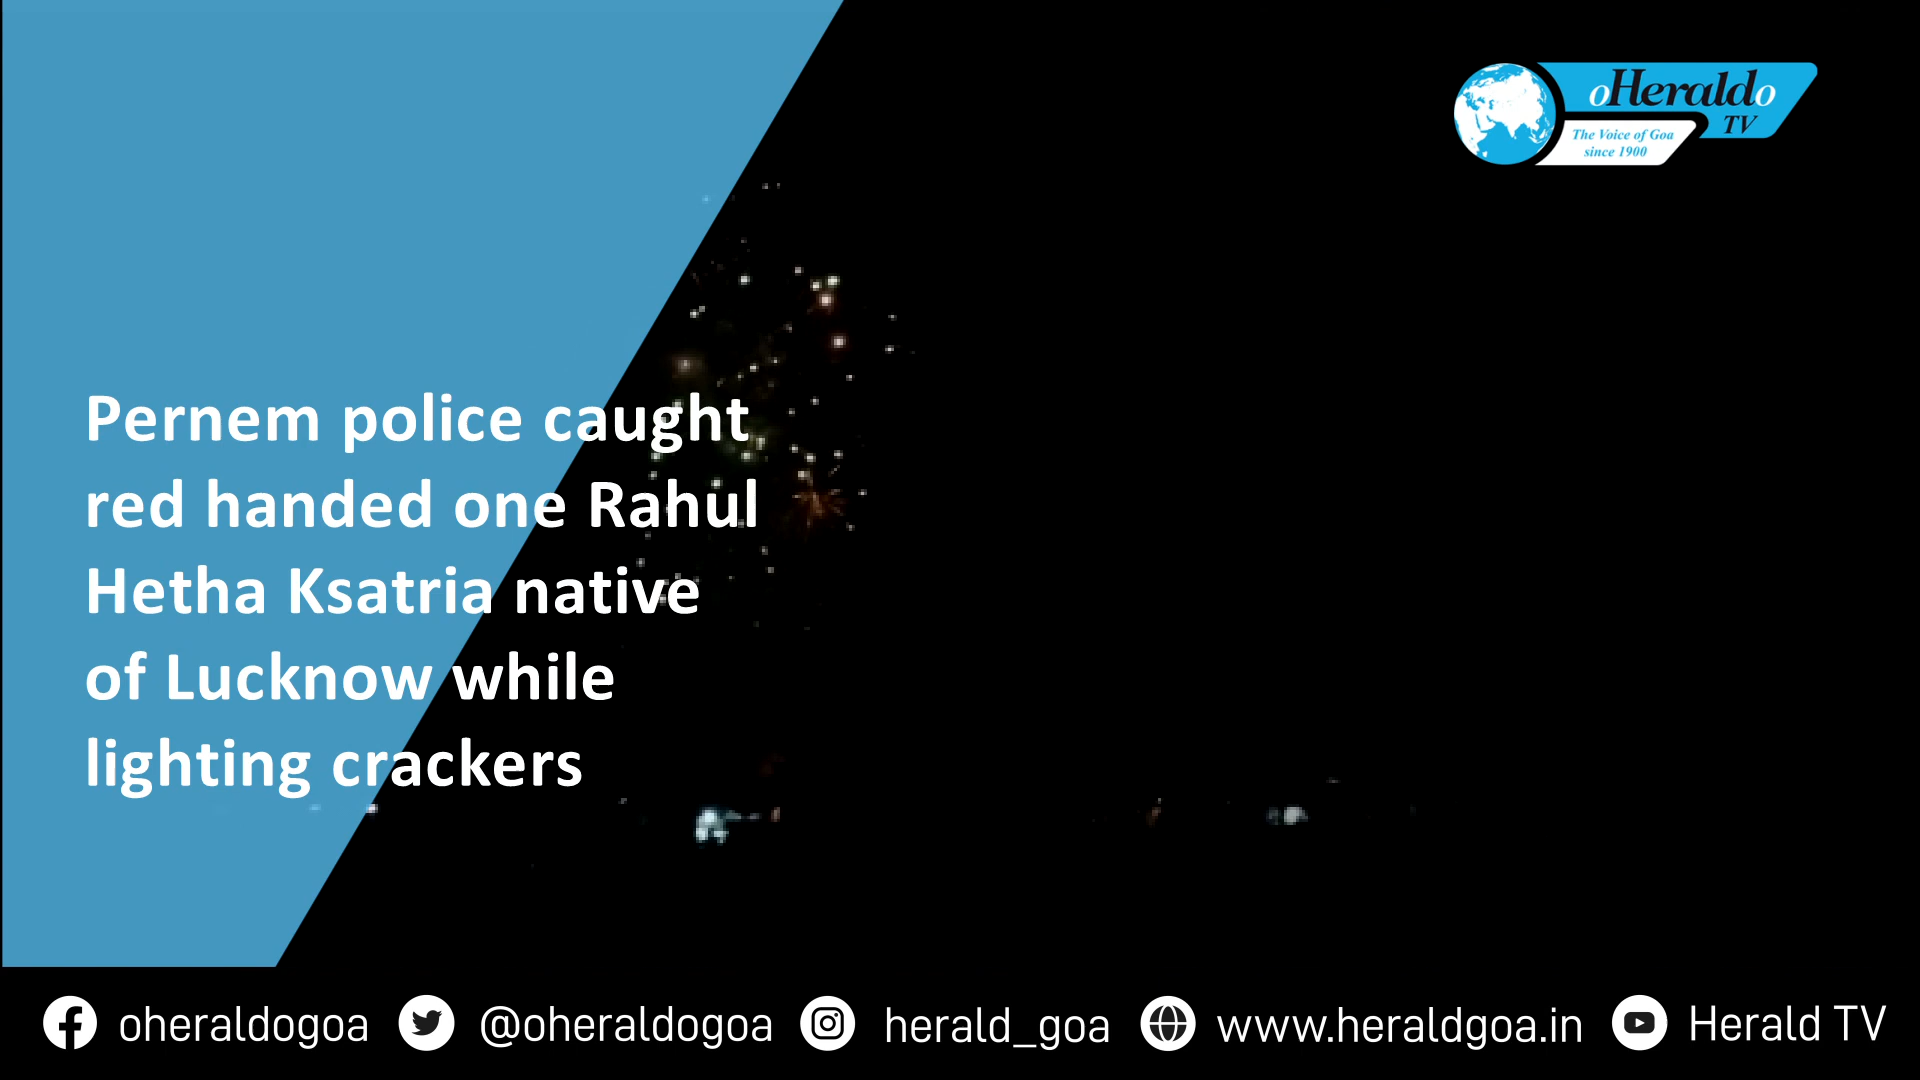 oHeraldo
TV
The Voice of Goa
since 1900
Pernem police caught
red handed one Rahul
Hetha Ksatria native
of Lucknow while
lighting crackers
oheraldogoa @oheraldogoa herald_goa www.heraldgoa.in Herald TV